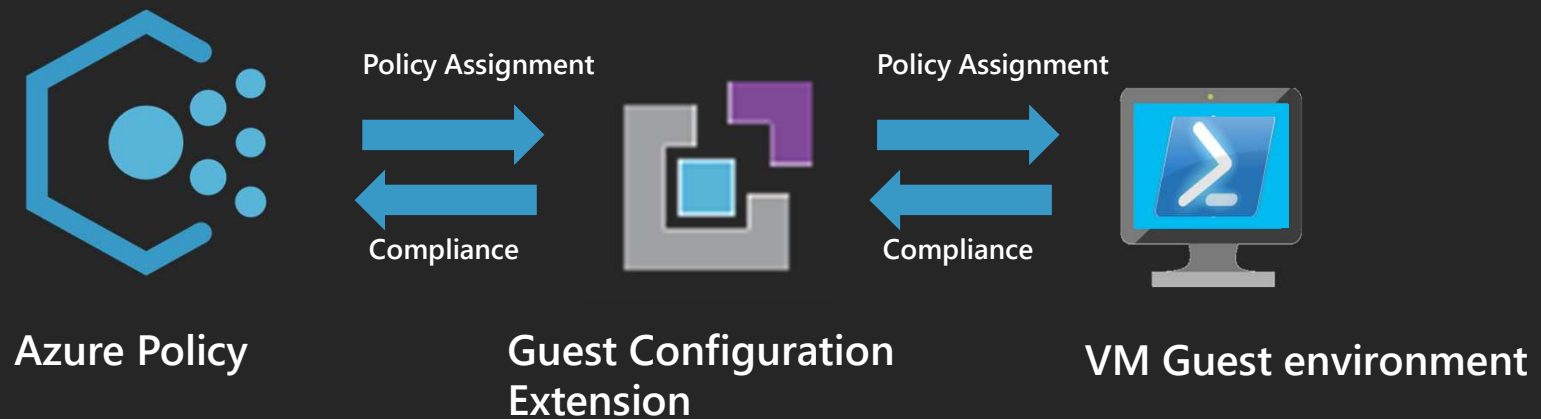 Policy Assignment
Policy Assignment
Compliance
Compliance
Azure Policy
Guest Configuration
Extension
VM Guest environment